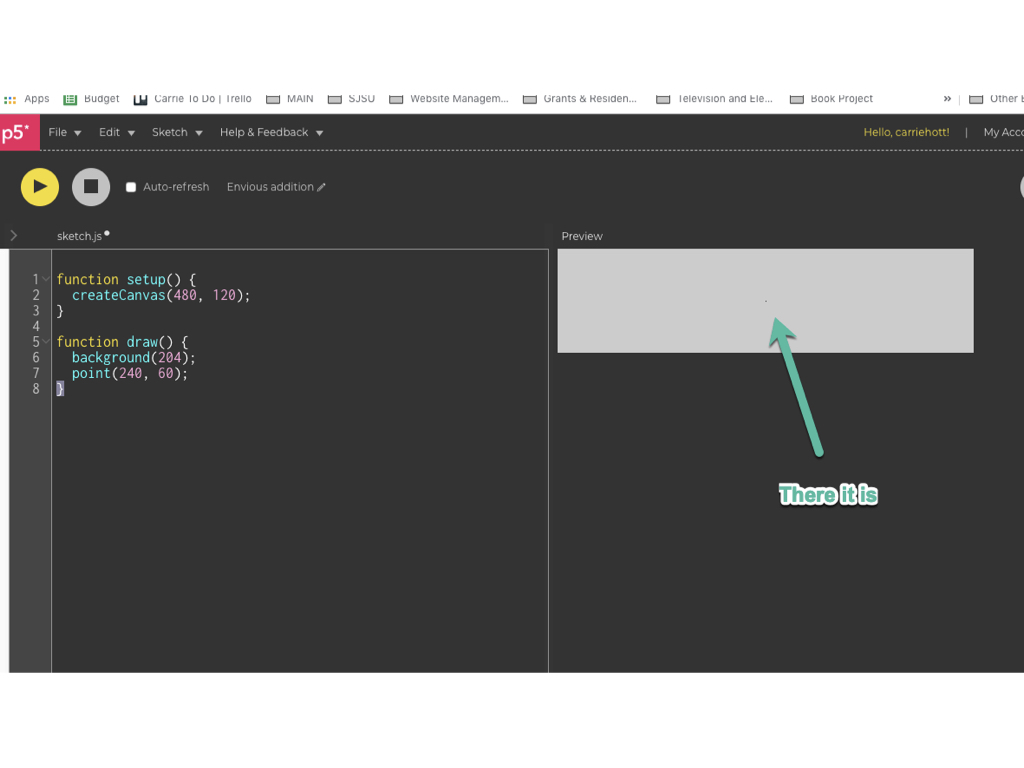 Apps Budget Carrie To Do | Trello MAIN SJSU Website Managem... Grants & Residen... Television and Ele... Book Project » Other
p5* File Edit Sketch Help & Feedback Hello, carriehott! | My Acco
Auto-refresh Envious addition
> sketch.js Preview
1 function setup() {
2 createCanvas(480, 120);
3 }
4
5 function draw() {
6 background(204);
7 point(240, 60);
8 }
There it is